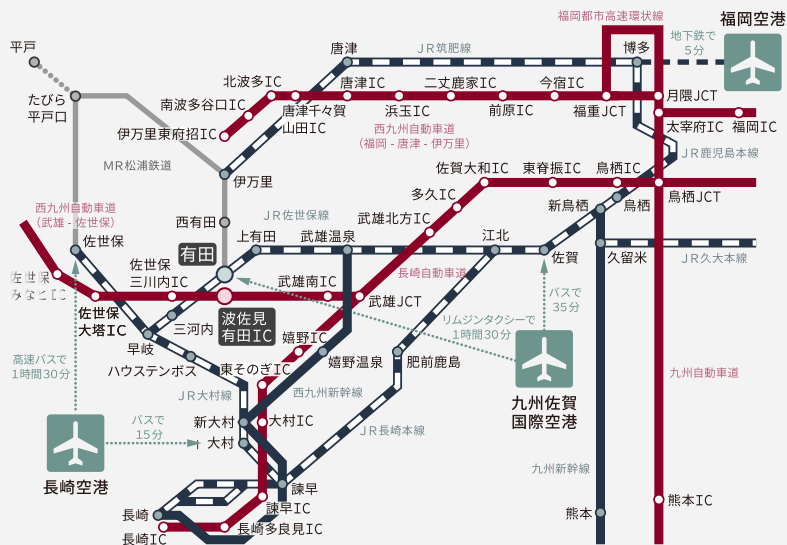 福岡都市高速環状線
福岡空港
地下鉄で
5分
平戸
唐津
JR筑肥線
博多
北波多IC
唐津IC
二丈鹿家IC
今宿IC
たびら
平戸口
南波多谷口IC
唐津千々賀
山田IC
浜玉IC
前原IC
福重JCT
月隈JCT
伊万里東府招IC
西九州自動車道
(福岡 - 唐津 - 伊万里)
太宰府IC
福岡IC
MR松浦鉄道
JR鹿児島本線
佐賀大和IC
東脊振IC
鳥栖IC
伊万里
多久IC
新鳥栖
鳥栖
鳥栖JCT
西九州自動車道
(武雄 - 佐世保)
西有田
JR佐世保線
武雄北方IC
佐世保
有田
上有田
武雄温泉
江北
佐賀
久留米
JR久大本線
佐世保
みなとIC
佐世保
三川内IC
武雄南IC
長崎自動車道
武雄JCT
バスで
35分
佐世保
大塔IC
三河内
波佐見
有田IC
リムジンタクシーで
1時間30分
早岐
嬉野IC
高速バスで
1時間30分
ハウステンボス
東そのぎIC
嬉野温泉
肥前鹿島
九州自動車道
JR大村線
西九州新幹線
九州佐賀
国際空港
バスで
15分
新大村
大村IC
大村
JR長崎本線
九州新幹線
長崎空港
諫早
諫早IC
熊本IC
長崎
長崎多良見IC
熊本
長崎IC